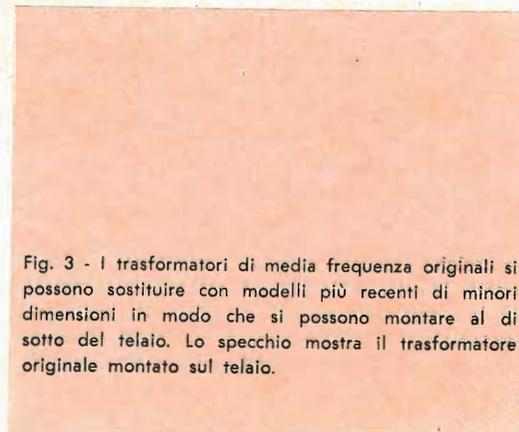 Fig. 3 - I trasformatori di media frequenza originali si
possono sostituire con modelli più recenti di minori
dimensioni in modo che si possono montare al di
sotto del telaio. Lo specchio mostra il trasformatore
originale montato sul telaio.